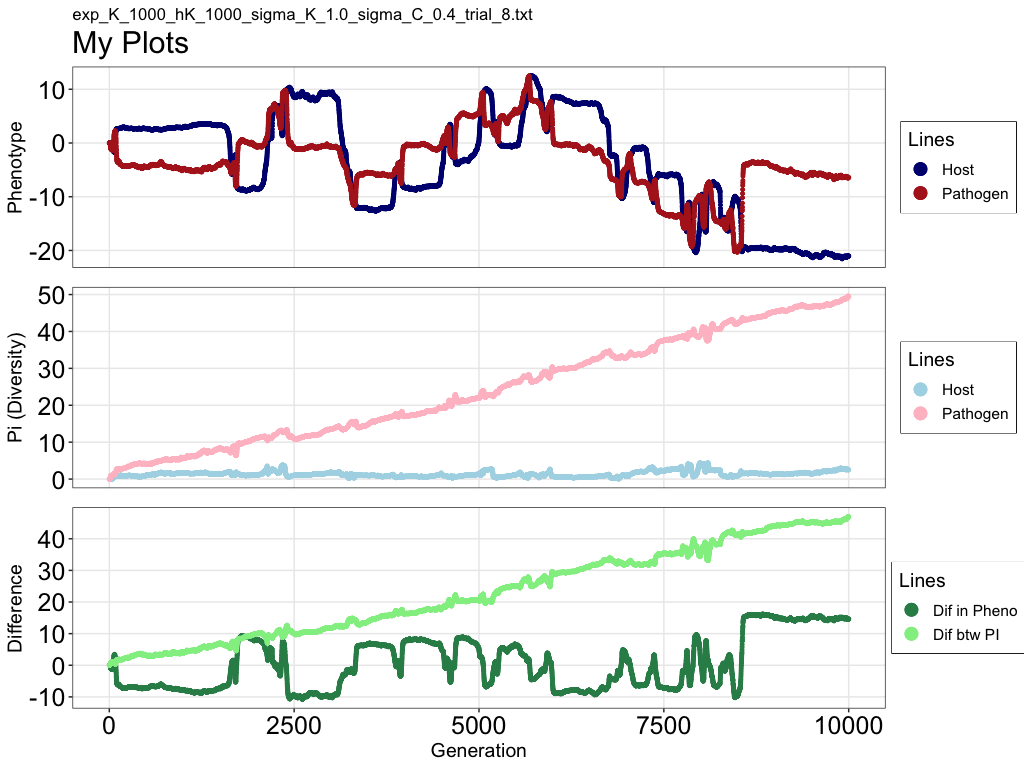 exp_K_1000_hK_1000_sigma_K_1.0_sigma_C_0.4_trial_8.txt
My Plots
Phenotype
10
0
-10
-20
Lines
Host
Pathogen
Pi (Diversity)
50
40
30
20
10
0
Lines
Host
Pathogen
Difference
40
30
20
10
0
-10
Lines
Dif in Pheno
Dif btw PI
0 2500 5000 7500 10000
Generation